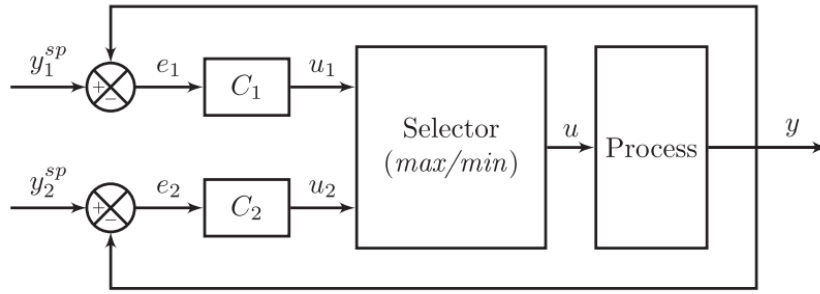 y_1^{sp}
+
−
e_1
C_1
u_1
Selector
(max/min)
u
Process
y
y_2^{sp}
+
−
e_2
C_2
u_2